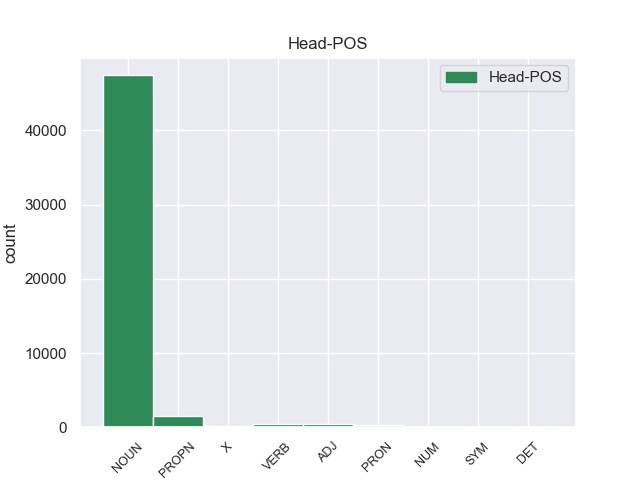 Head-POS
Head-POS
count
40000
30000
20000
10000
0
NOUN
PROPN
X
VERB
ADJ
PRON
NUM
SYM
DET